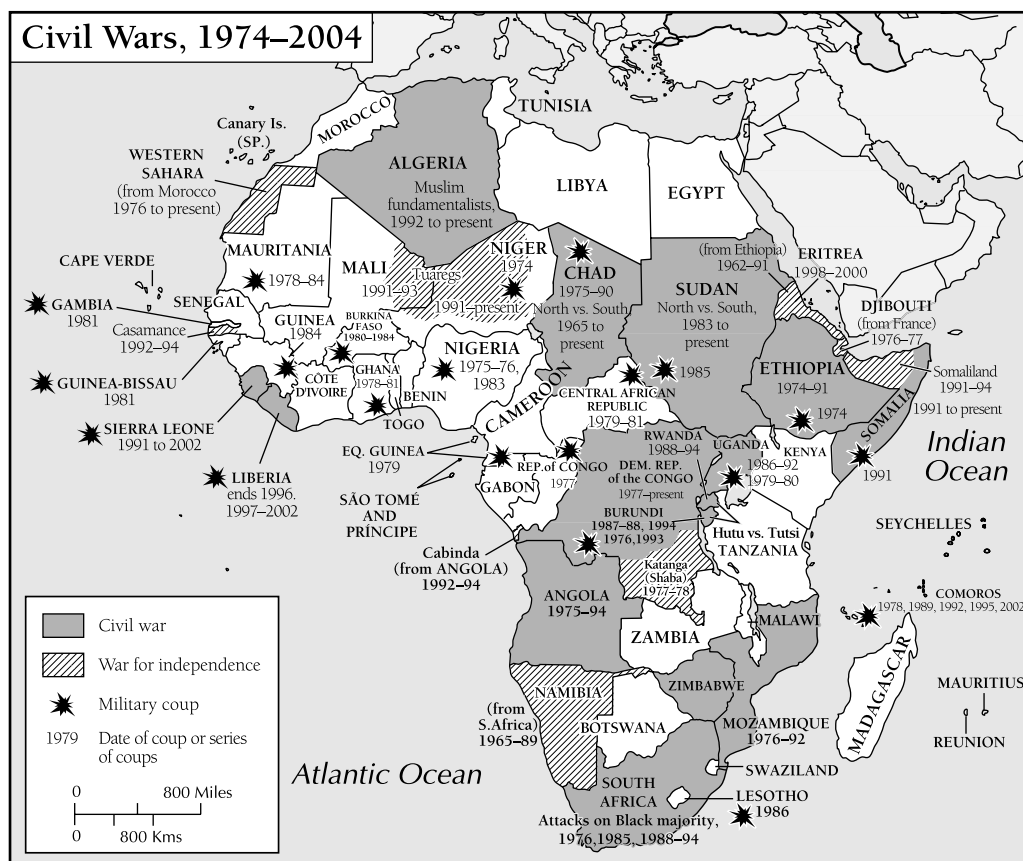 Civil Wars, 1974–2004
MOROCCO
TUNISIA
Canary Is.
(SP.)
WESTERN
SAHARA
(from Morocco
1976 to present)
ALGERIA
Muslim
fundamentalists,
1992 to present
LIBYA
EGYPT
MAURITANIA
1978–84
MALI
Tuaregs
1991–93
1991–present
NIGER
1974
CHAD
1975–90
North vs. South,
1965 to
present
SUDAN
North vs. South,
1983 to
present
1985
(from Ethiopia)
1962–91
ERITREA
1998–2000
DJIBOUTI
(from France)
1976–77
CAPE VERDE
GAMBIA
1981
SENEGAL
Casamance
1992–94
GUINEA
1984
BURKINA
FASO
1980–1984
GUINEA-BISSAU
1981
CÔTE
D'IVOIRE
GHANA
1978–81
BENIN
TOGO
NIGERIA
1975–76,
1983
CAMEROON
CENTRAL AFRICAN
REPUBLIC
1979–81
ETHIOPIA
1974–91
1974
Somaliland
1991–94
SOMALIA
1991 to present
1991
SIERRA LEONE
1991 to 2002
LIBERIA
ends 1996.
1997–2002
EQ. GUINEA
1979
SÃO TOMÉ
AND
PRÍNCIPE
GABON
REP.of CONGO
1977
RWANDA
1988–94
DEM. REP.
of the CONGO
1977–present
UGANDA
1986–92
1979–80
KENYA
BURUNDI
1987–88, 1994
1976,1993
Hutu vs. Tutsi
TANZANIA
Indian
Ocean
SEYCHELLES
Cabinda
(from ANGOLA)
1992–94
Katanga
(Shaba)
1977–78
ANGOLA
1975–94
ZAMBIA
MALAWI
COMOROS
1978, 1989, 1992, 1995, 2002
MADAGASCAR
MAURITIUS
REUNION
NAMIBIA
(from
S.Africa)
1965–89
BOTSWANA
ZIMBABWE
MOZAMBIQUE
1976–92
SWAZILAND
LESOTHO
1986
SOUTH
AFRICA
Attacks on Black majority,
1976,1985, 1988–94
Atlantic Ocean
Civil war
War for independence
Military coup
1979
Date of coup or series
of coups
0
800 Miles
0
800 Kms